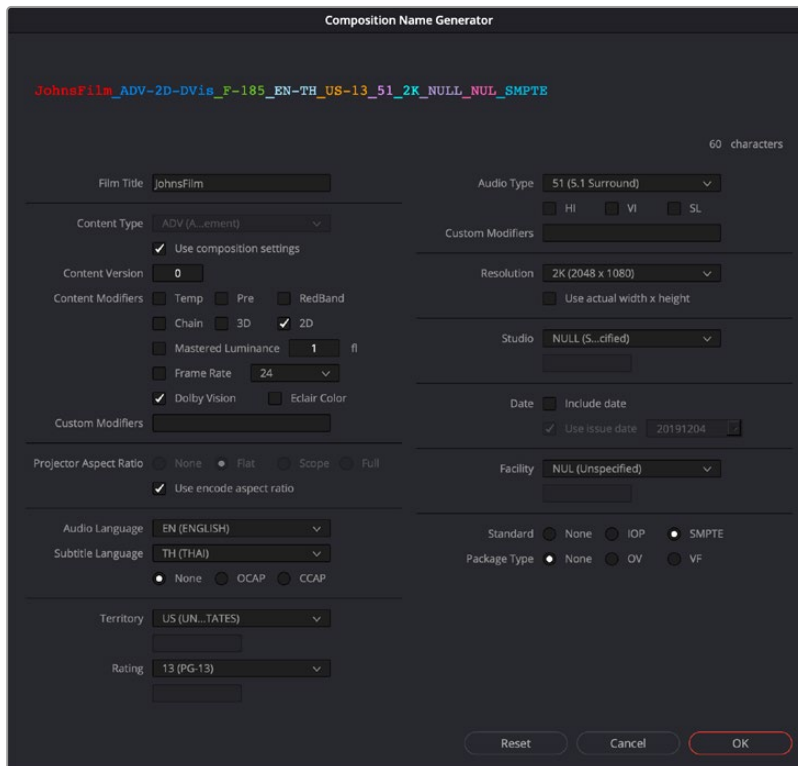 Composition Name Generator
JohnsFilm_ADV-2D-DVis_F-185_EN-TH_US-13_51_2K_NULL_NUL_SMPTE
60 characters
Film Title JohnsFilm
Content Type ADV (A...ement)
Use composition settings
Content Version 0
Content Modifiers Temp Pre RedBand
Chain 3D 2D
Mastered Luminance 1 fl
Frame Rate 24
Dolby Vision Eclair Color
Custom Modifiers
Projector Aspect Ratio None Flat Scope Full
Use encode aspect ratio
Audio Language EN (ENGLISH)
Subtitle Language TH (THAI)
None OCAP CCAP
Territory US (UN...TATES)
Rating 13 (PG-13)
Audio Type 51 (5.1 Surround)
HI VI SL
Custom Modifiers
Resolution 2K (2048 x 1080)
Use actual width x height
Studio NULL (S...cified)
Date Include date
Use issue date 20191204
Facility NUL (Unspecified)
Standard None IOP SMPTE
Package Type None OV VF
Reset Cancel OK